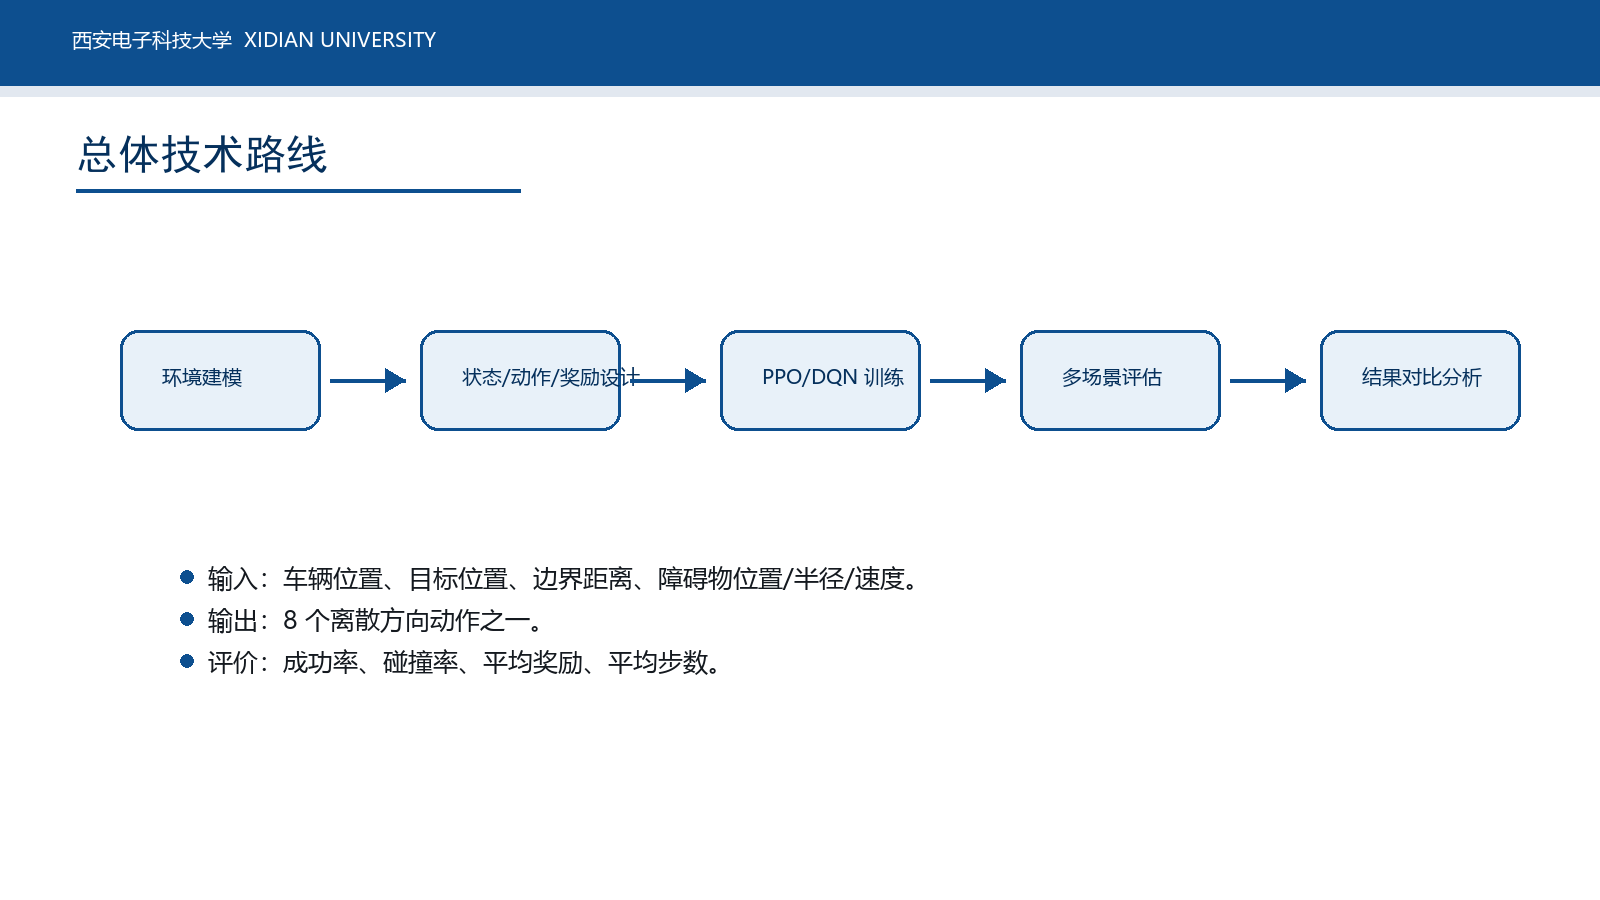 西安电子科技大学 XIDIAN UNIVERSITY
总体技术路线
环境建模
状态/动作/奖励设计
PPO/DQN 训练
多场景评估
结果对比分析
输入：车辆位置、目标位置、边界距离、障碍物位置/半径/速度。
输出：8 个离散方向动作之一。
评价：成功率、碰撞率、平均奖励、平均步数。